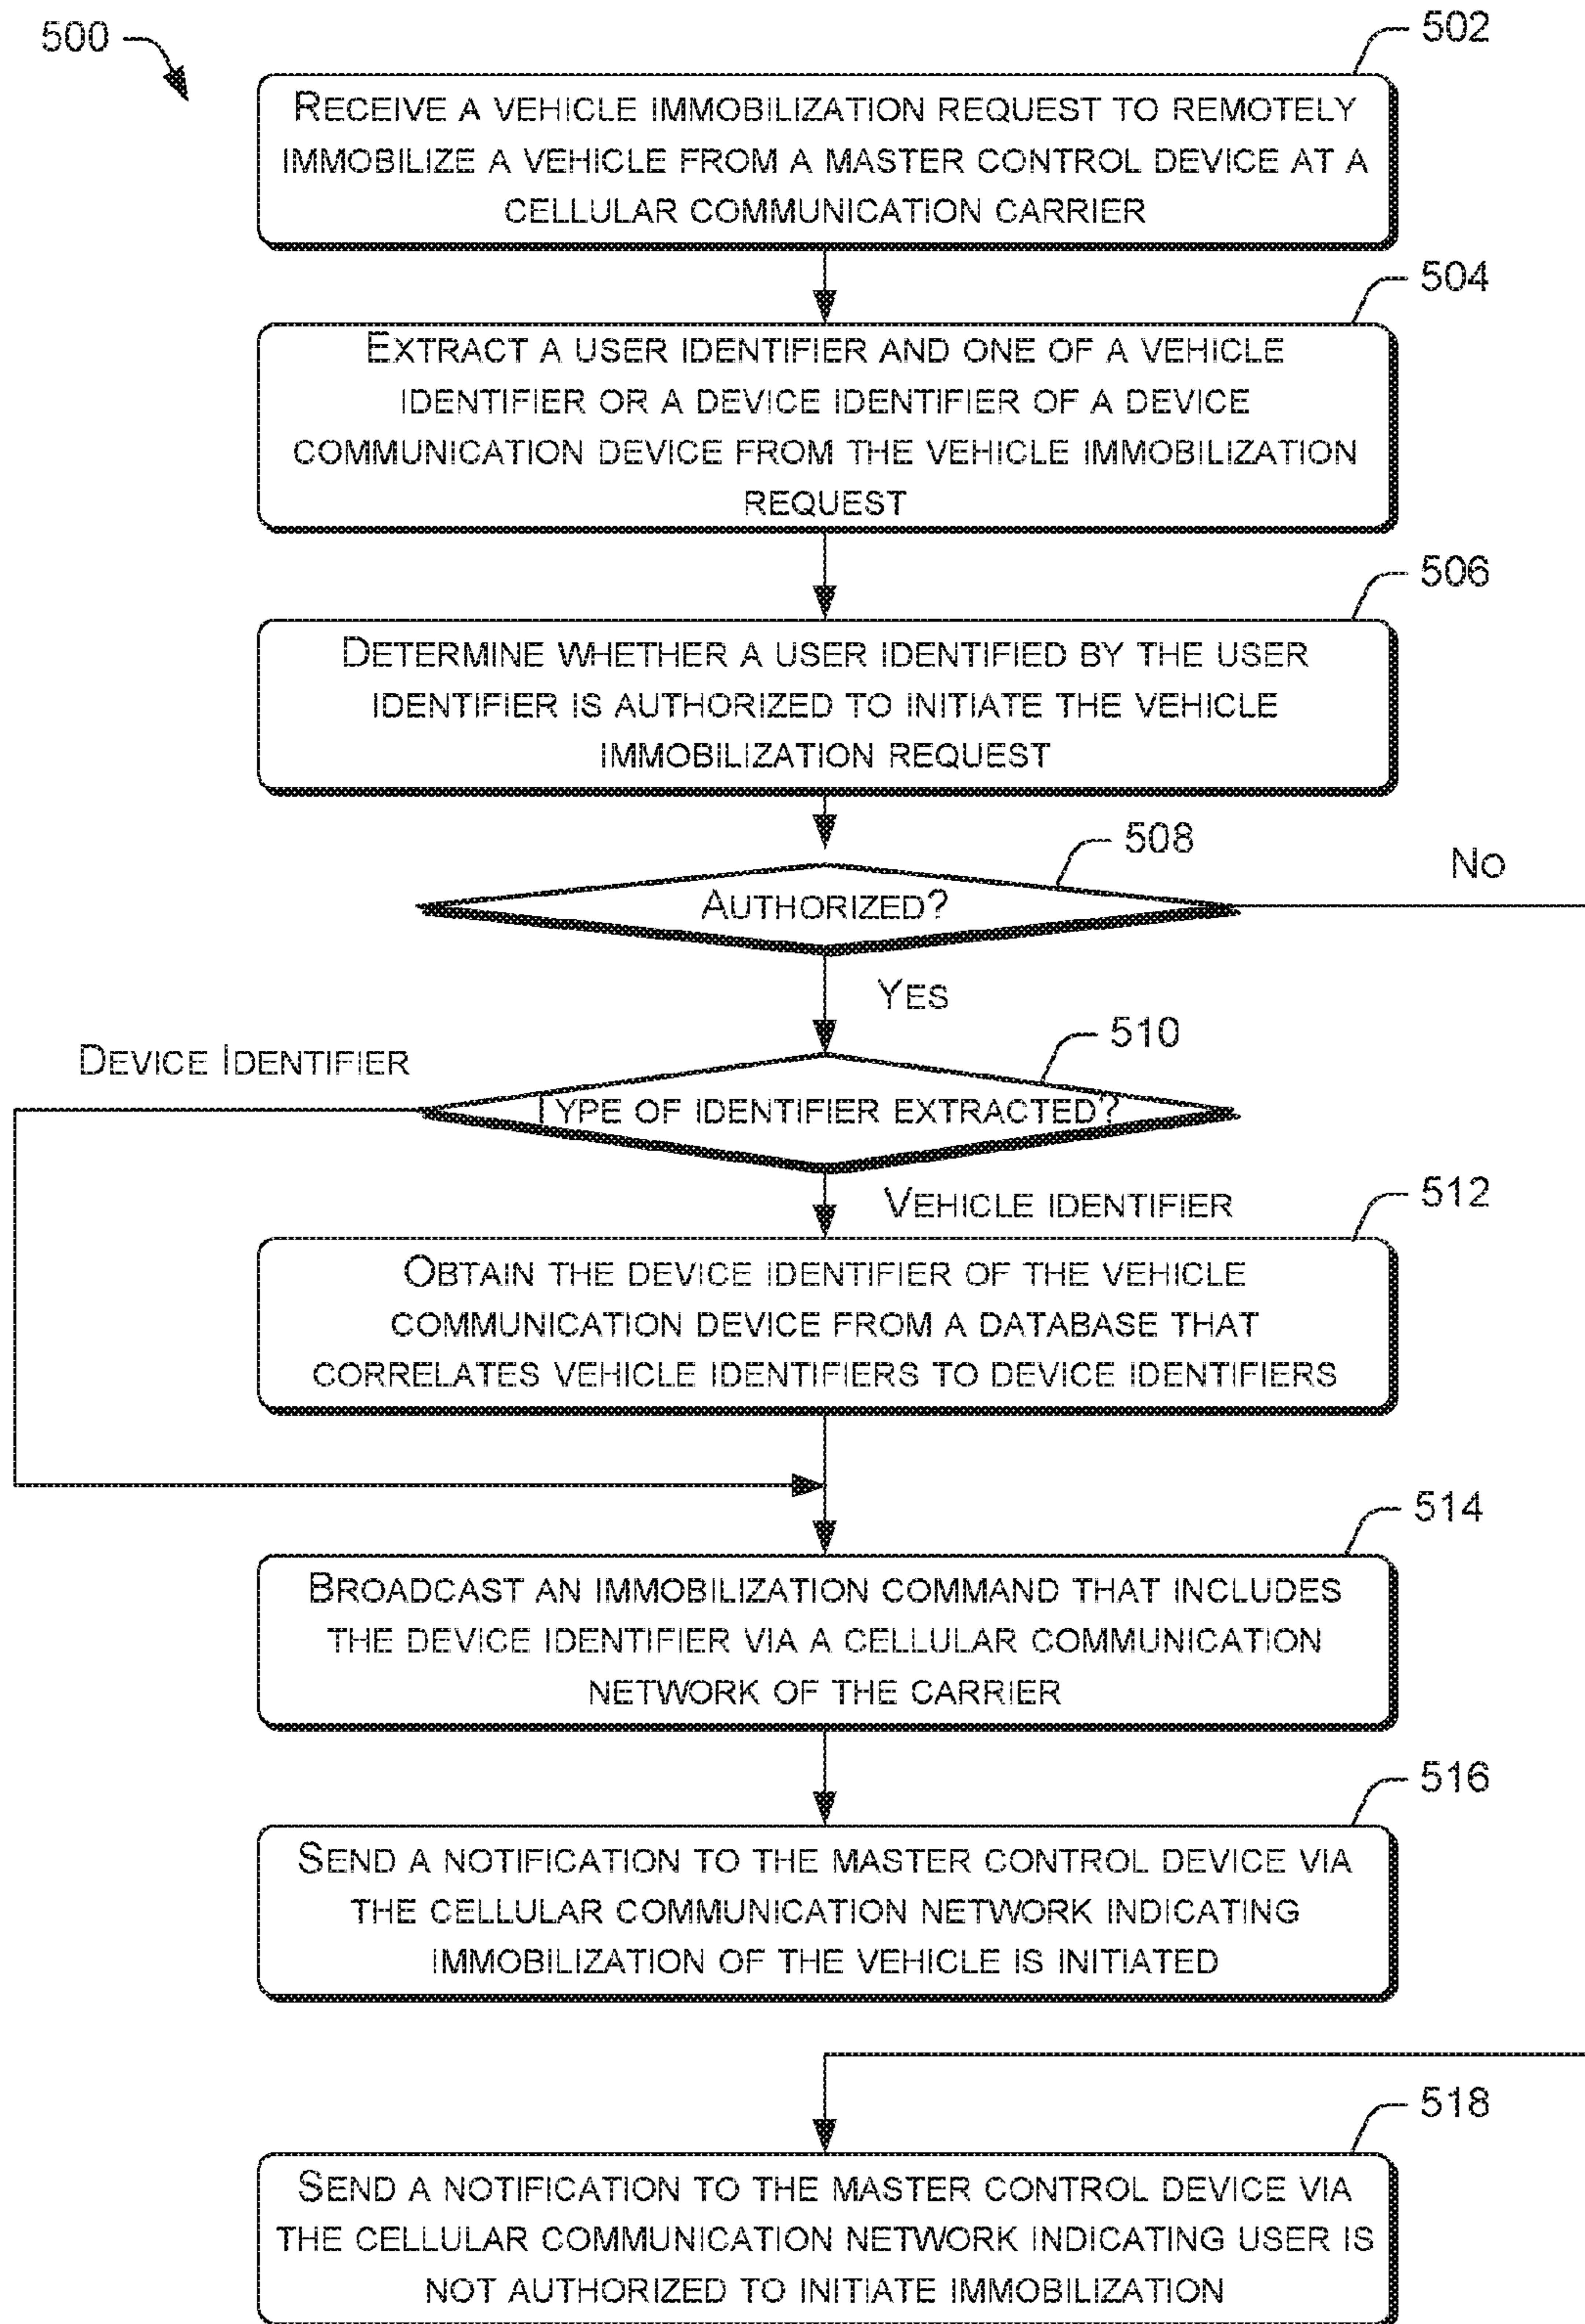 500
502
RECEIVE A VEHICLE IMMOBILIZATION REQUEST TO REMOTELY
IMMOBILIZE A VEHICLE FROM A MASTER CONTROL DEVICE AT A
CELLULAR COMMUNICATION CARRIER
504
EXTRACT A USER IDENTIFIER AND ONE OF A VEHICLE
IDENTIFIER OR A DEVICE IDENTIFIER OF A DEVICE
COMMUNICATION DEVICE FROM THE VEHICLE IMMOBILIZATION
REQUEST
506
DETERMINE WHETHER A USER IDENTIFIED BY THE USER
IDENTIFIER IS AUTHORIZED TO INITIATE THE VEHICLE
IMMOBILIZATION REQUEST
508
AUTHORIZED?
NO
YES
510
DEVICE IDENTIFIER
TYPE OF IDENTIFIER EXTRACTED?
VEHICLE IDENTIFIER
512
OBTAIN THE DEVICE IDENTIFIER OF THE VEHICLE
COMMUNICATION DEVICE FROM A DATABASE THAT
CORRELATES VEHICLE IDENTIFIERS TO DEVICE IDENTIFIERS
514
BROADCAST AN IMMOBILIZATION COMMAND THAT INCLUDES
THE DEVICE IDENTIFIER VIA A CELLULAR COMMUNICATION
NETWORK OF THE CARRIER
516
SEND A NOTIFICATION TO THE MASTER CONTROL DEVICE VIA
THE CELLULAR COMMUNICATION NETWORK INDICATING
IMMOBILIZATION OF THE VEHICLE IS INITIATED
518
SEND A NOTIFICATION TO THE MASTER CONTROL DEVICE VIA
THE CELLULAR COMMUNICATION NETWORK INDICATING USER IS
NOT AUTHORIZED TO INITIATE IMMOBILIZATION